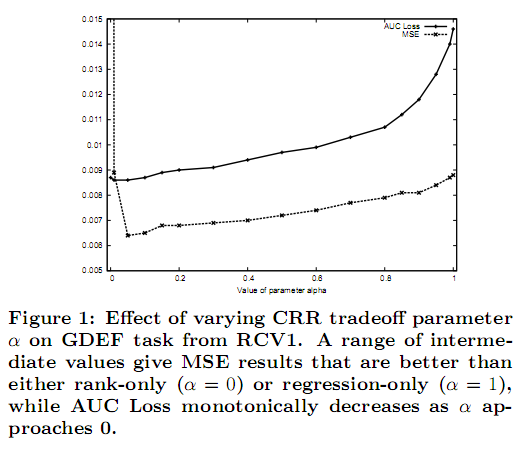 0.015
0.014
0.013
0.012
0.011
0.01
0.009
0.008
0.007
0.006
0.005
AUC Loss
MSE
0 0.2 0.4 0.6 0.8 1
Value of parameter alpha
Figure 1: Effect of varying CRR tradeoff parameter
α on GDEF task from RCV1. A range of interme-
diate values give MSE results that are better than
either rank-only (α = 0) or regression-only (α = 1),
while AUC Loss monotonically decreases as α ap-
proaches 0.